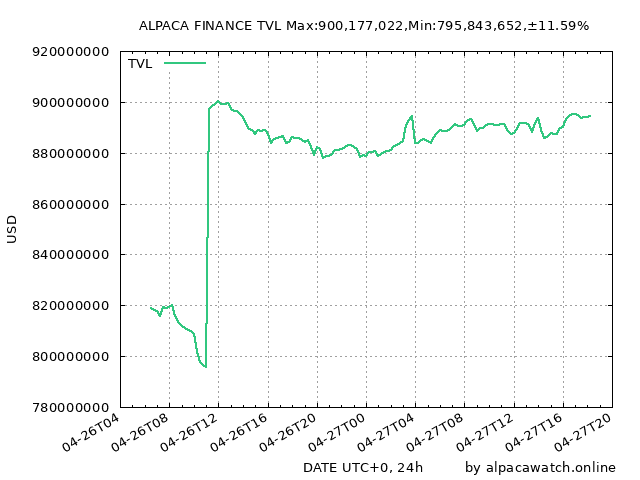 ALPACA FINANCE TVL Max:900,177,022,Min:795,843,652,±11.59%
TVL
920000000
900000000
880000000
860000000
840000000
820000000
800000000
780000000
USD
04-26T04
04-26T08
04-26T12
04-26T16
04-26T20
04-27T00
04-27T04
04-27T08
04-27T12
04-27T16
04-27T20
DATE UTC+0, 24h
by alpacawatch.online